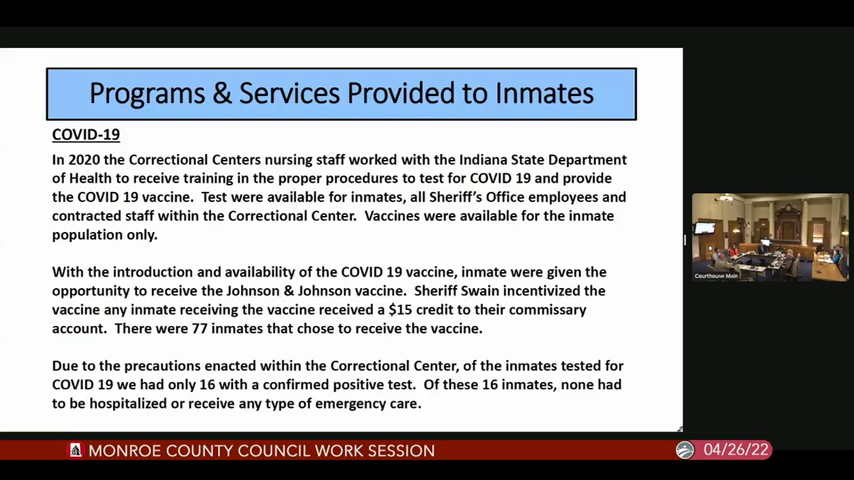 Programs & Services Provided to Inmates
COVID-19
In 2020 the Correctional Centers nursing staff worked with the Indiana State Department
of Health to receive training in the proper procedures to test for COVID 19 and provide
the COVID 19 vaccine. Test were available for inmates, all Sheriff's Office employees and
contracted staff within the Correctional Center. Vaccines were available for the inmate
population only.
With the introduction and availability of the COVID 19 vaccine, inmate were given the
opportunity to receive the Johnson & Johnson vaccine. Sheriff Swain incentivized the
vaccine any inmate receiving the vaccine received a $15 credit to their commissary
account. There were 77 inmates that chose to receive the vaccine.
Due to the precautions enacted within the Correctional Center, of the inmates tested for
COVID 19 we had only 16 with a confirmed positive test. Of these 16 inmates, none had
to be hospitalized or receive any type of emergency care.
Courthouse Main
MONROE COUNTY COUNCIL WORK SESSION
04/26/22